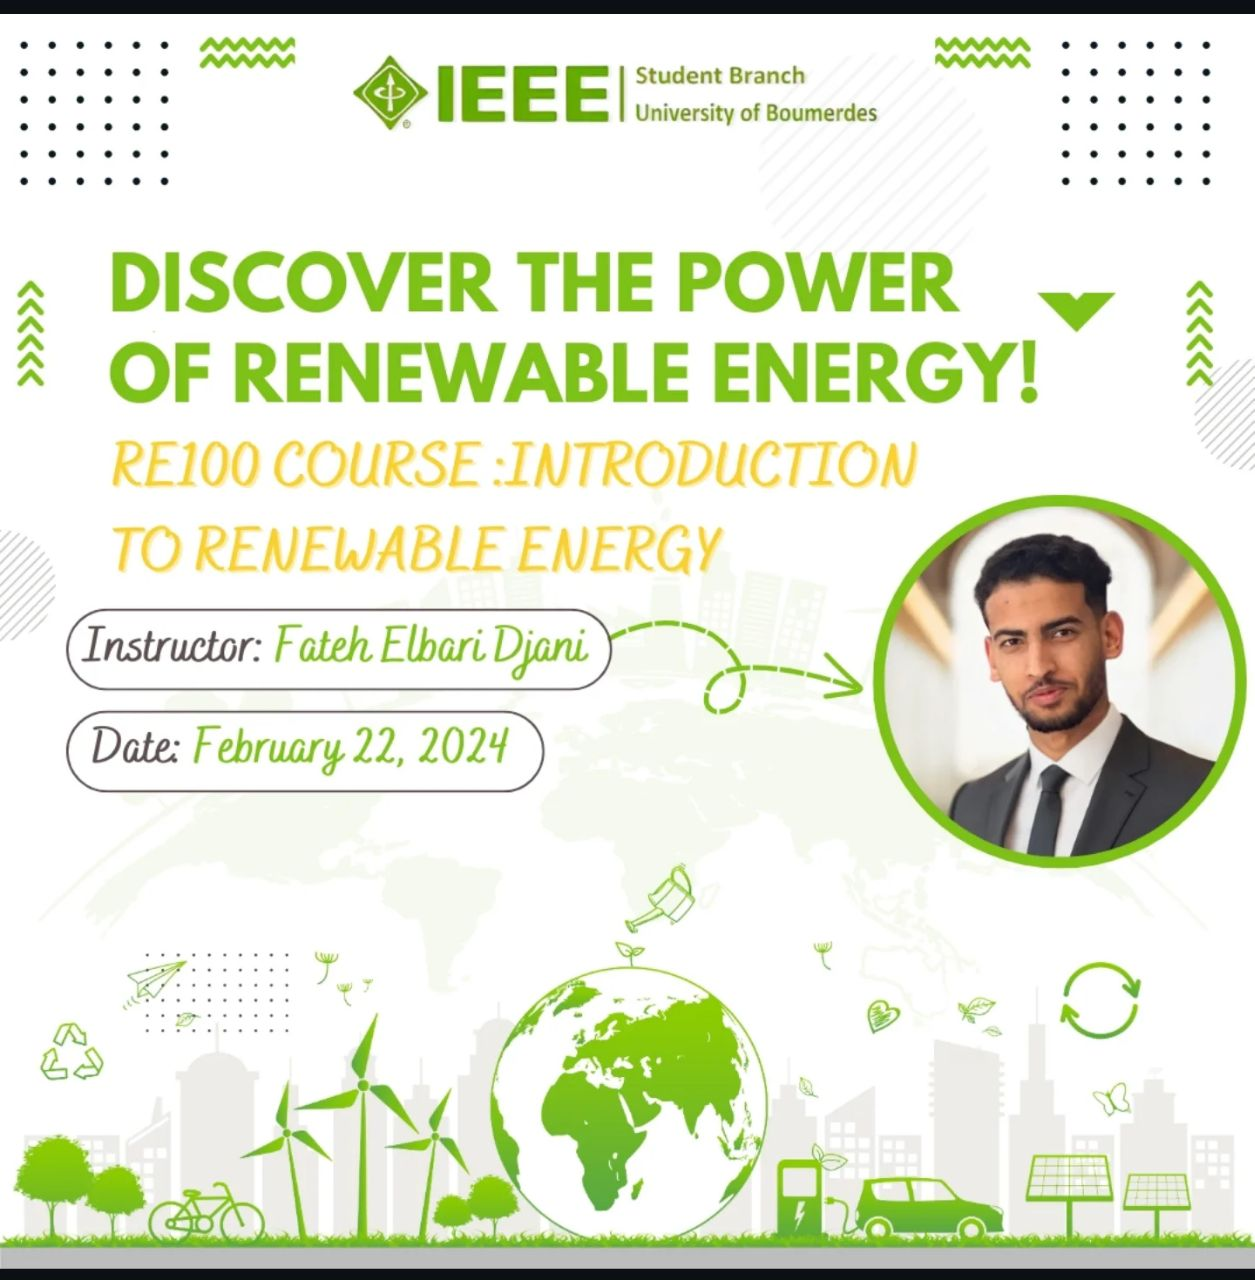 IEEE
Student Branch
University of Boumerdes
DISCOVER THE POWER
OF RENEWABLE ENERGY!
RE100 COURSE :INTRODUCTION
TO RENEWABLE ENERGY
Instructor: Fateh Elbari Djani
Date: February 22, 2024